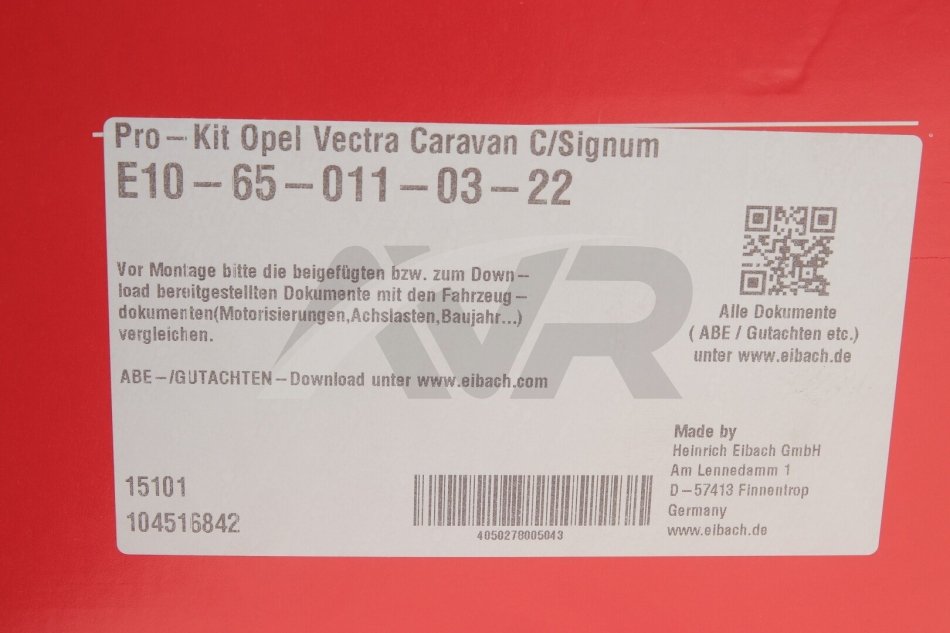 Pro-Kit Opel Vectra Caravan C/Signum
E10-65-011-03-22
Vor Montage bitte die beigefügten bzw. zum Down-
load bereitgestellten Dokumente mit den Fahrzeug-
dokumenten(Motorisierungen,Achslasten,Baujahr...)
vergleichen.
ABE-/GUTACHTEN-Download unter www.eibach.com
Alle Dokumente
( ABE / Gutachten etc.)
unter www.eibach.de
AVR
Made by
Heinrich Eibach GmbH
Am Lennedamm 1
D-57413 Finnentrop
Germany
www.eibach.de
15101
104516842
4050278005043